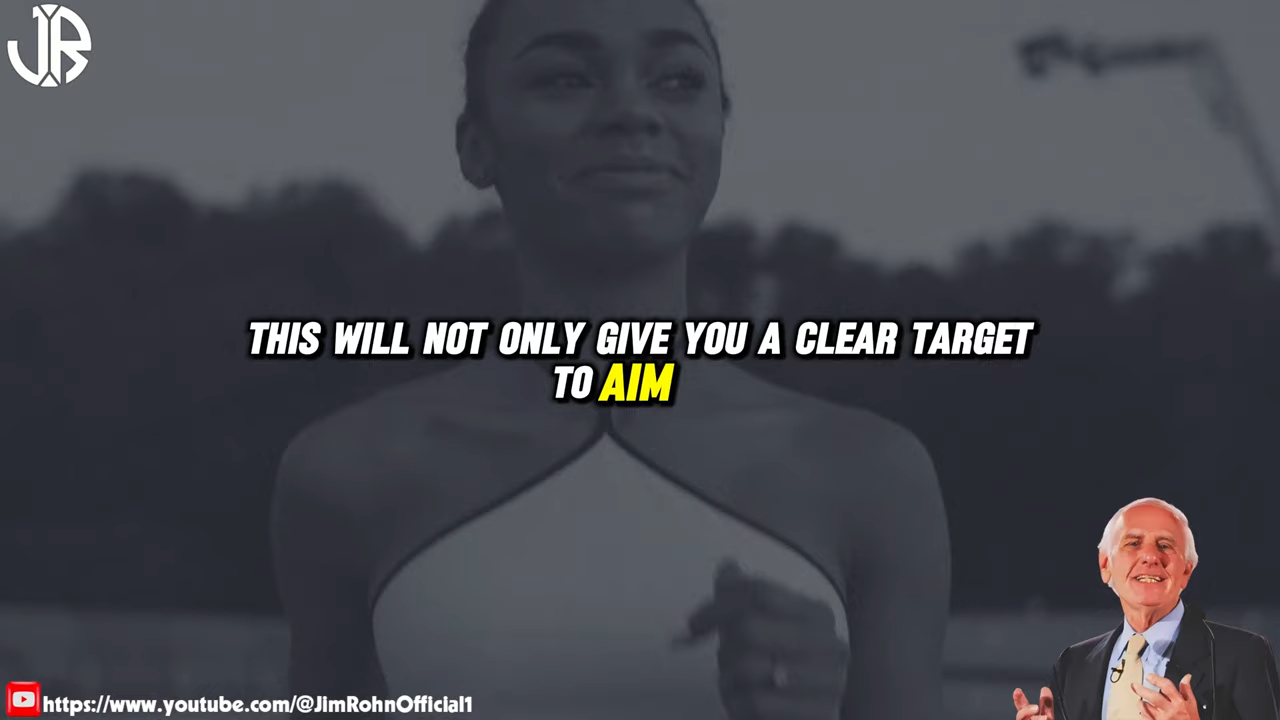 JR
THIS WILL NOT ONLY GIVE YOU A CLEAR TARGET
TO AIM
https://www.youtube.com/@JimRohnOfficial1